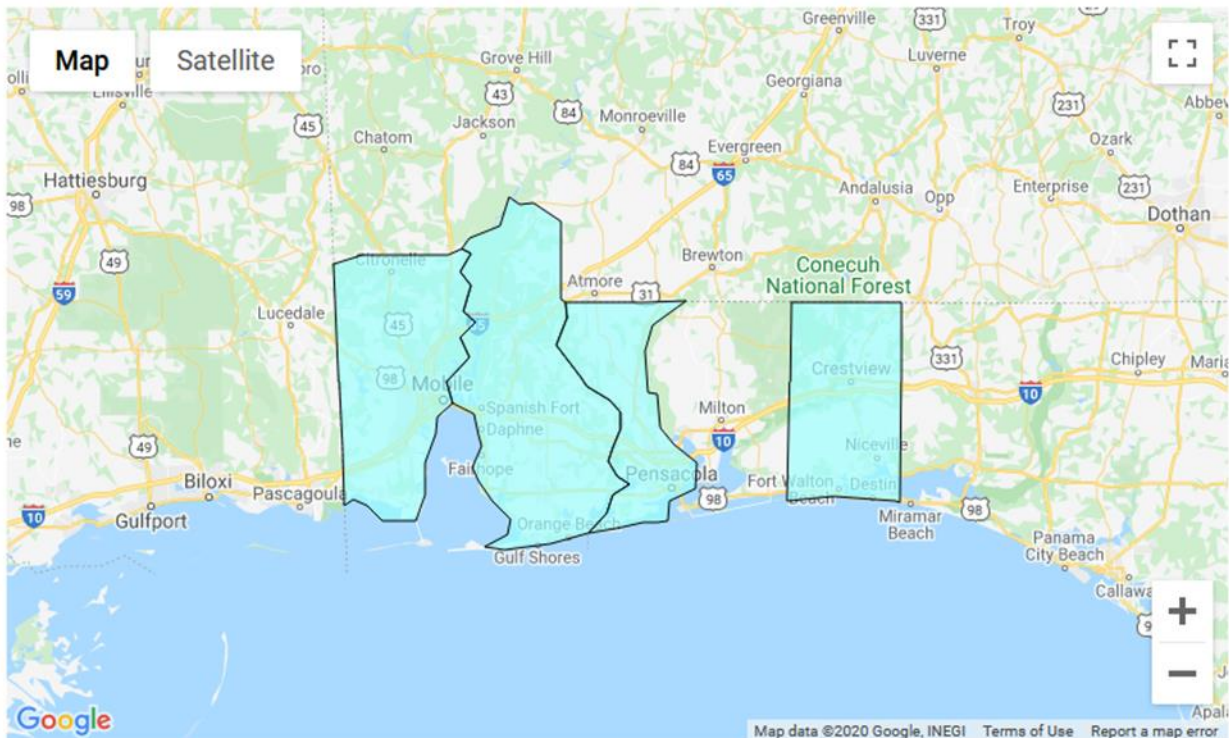 Map
Satellite
Greenville
331
Troy
Luverne
Grove Hill
Georgiana
43
84
231
Ellisville
45
Chatom
Jackson
Monroeville
Ozark
84
Evergreen
65
Hattiesburg
98
Andalusia
Opp
Enterprise
231
Dothan
49
Citronelle
Brewton
Conecuh
National Forest
59
Atmore
31
Lucedale
45
65
331
Chipley
98
Mobile
Crestview
10
Spanish Fort
Daphne
Milton
10
49
Fairhope
Niceville
Biloxi
Pascagoula
Pensacola
98
Fort Walton
Beach
Destin
10
Gulfport
Orange Beach
Miramar
Beach
98
Gulf Shores
Panama
City Beach
+
−
Google
Map data ©2020 Google, INEGI Terms of Use Report a map error